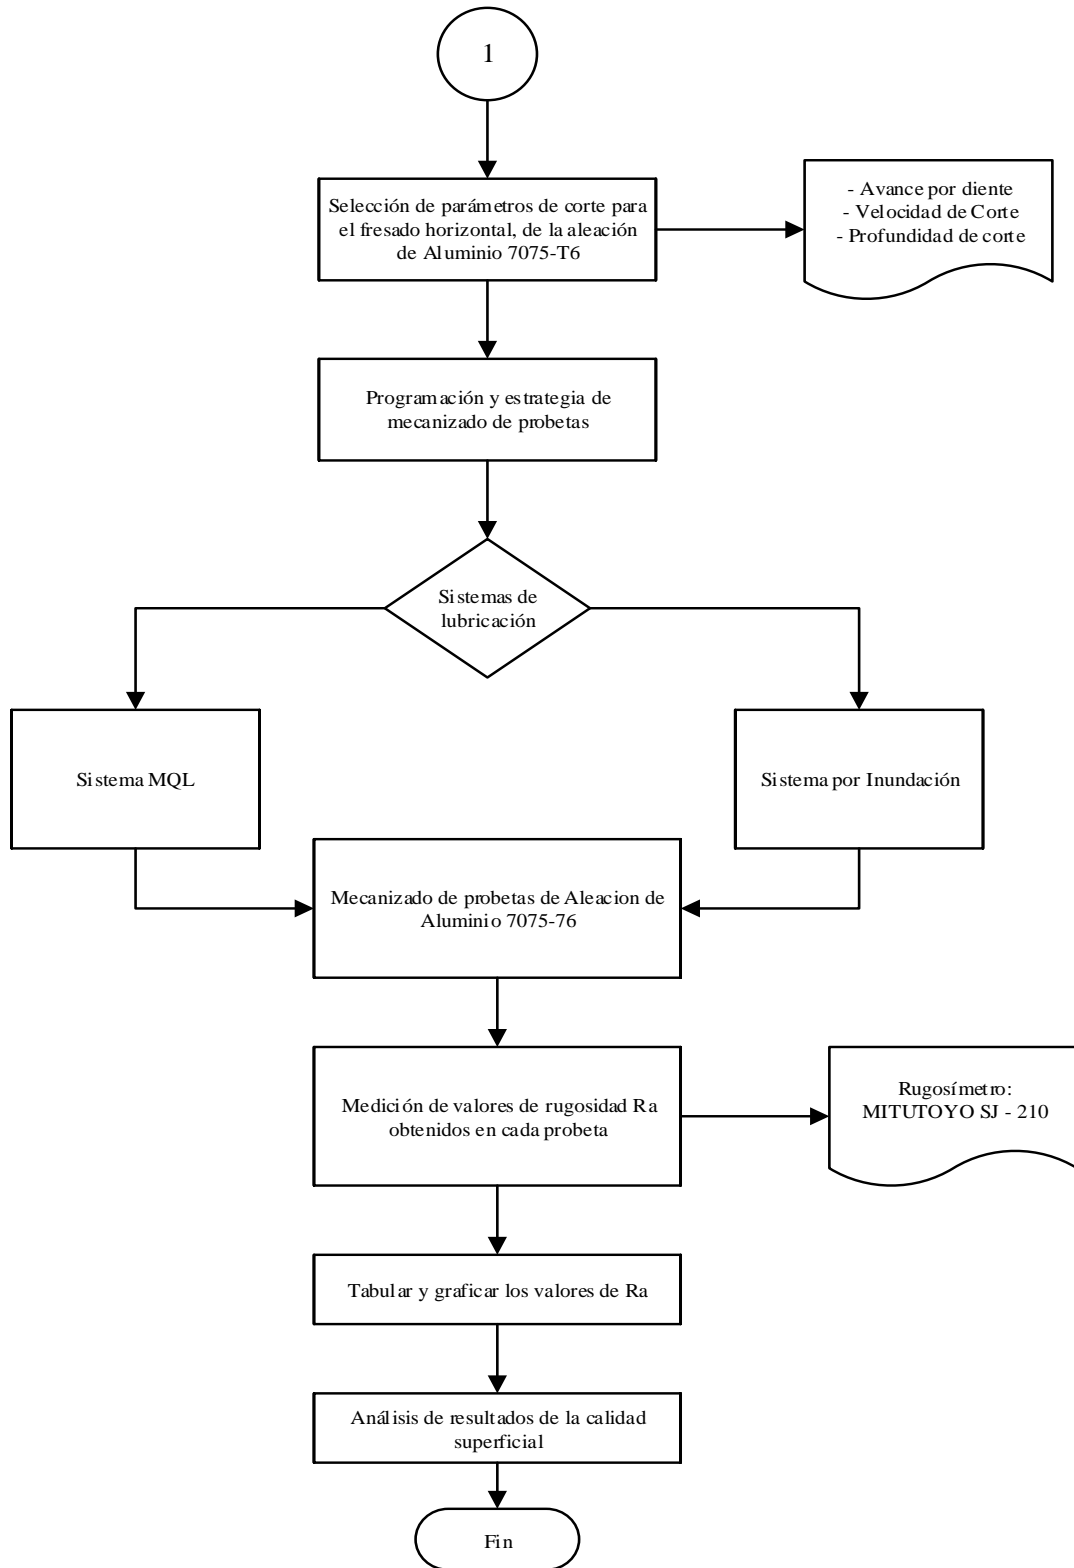 1
Selección de parámetros de corte para
el fresado horizontal, de la aleación
de Aluminio 7075-T6
- Avance por diente
- Velocidad de Corte
- Profundidad de corte
Programación y estrategia de
mecanizado de probetas
Sistemas de
lubricación
Sistema MQL
Sistema por Inundación
Mecanizado de probetas de Aleacion de
Aluminio 7075-76
Medición de valores de rugosidad Ra
obtenidos en cada probeta
Rugosímetro:
MITUTOYO SJ - 210
Tabular y graficar los valores de Ra
Análisis de resultados de la calidad
superficial
Fin